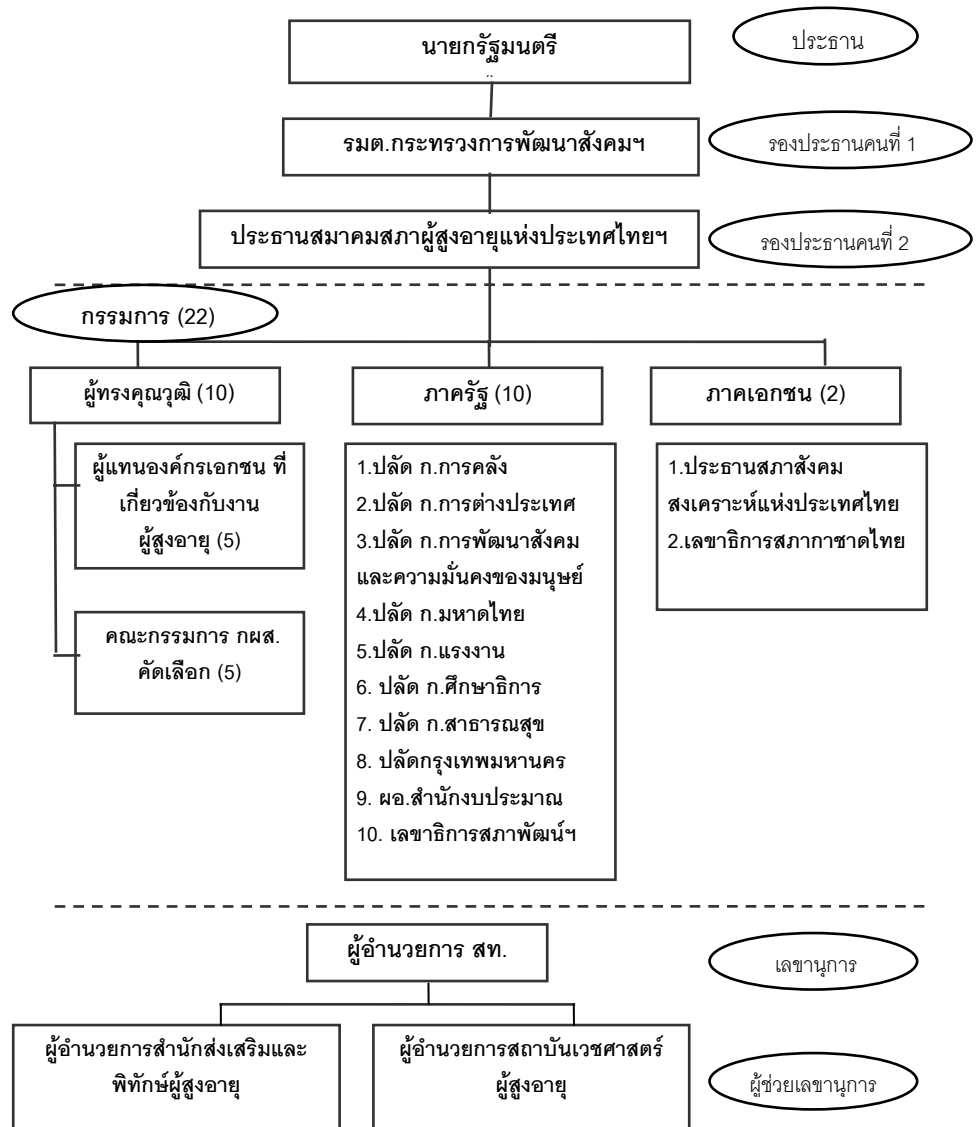 นายกรัฐมนตรี
ประธาน
รมต.กระทรวงการพัฒนาสังคมฯ
รองประธานคนที่ 1
ประธานสมาคมสภาผู้สูงอายุแห่งประเทศไทยฯ
รองประธานคนที่ 2
กรรมการ (22)
ผู้ทรงคุณวุฒิ (10)
ผู้แทนองค์กรเอกชน ที่
เกี่ยวข้องกับงาน
ผู้สูงอายุ (5)
คณะกรรมการ กผส.
คัดเลือก (5)
ภาครัฐ (10)
1.ปลัด ก.การคลัง
2.ปลัด ก.การต่างประเทศ
3.ปลัด ก.การพัฒนาสังคม
และความมั่นคงของมนุษย์
4.ปลัด ก.มหาดไทย
5.ปลัด ก.แรงงาน
6. ปลัด ก.ศึกษาธิการ
7. ปลัด ก.สาธารณสุข
8. ปลัดกรุงเทพมหานคร
9. ผอ.สำนักงบประมาณ
10. เลขาธิการสภาพัฒน์ฯ
ภาคเอกชน (2)
1.ประธานสภาสังคม
สงเคราะห์แห่งประเทศไทย
2.เลขาธิการสภากาชาดไทย
ผู้อำนวยการ สท.
เลขานุการ
ผู้อำนวยการสำนักส่งเสริมและ
พิทักษ์ผู้สูงอายุ
ผู้อำนวยการสถาบันเวชศาสตร์
ผู้สูงอายุ
ผู้ช่วยเลขานุการ